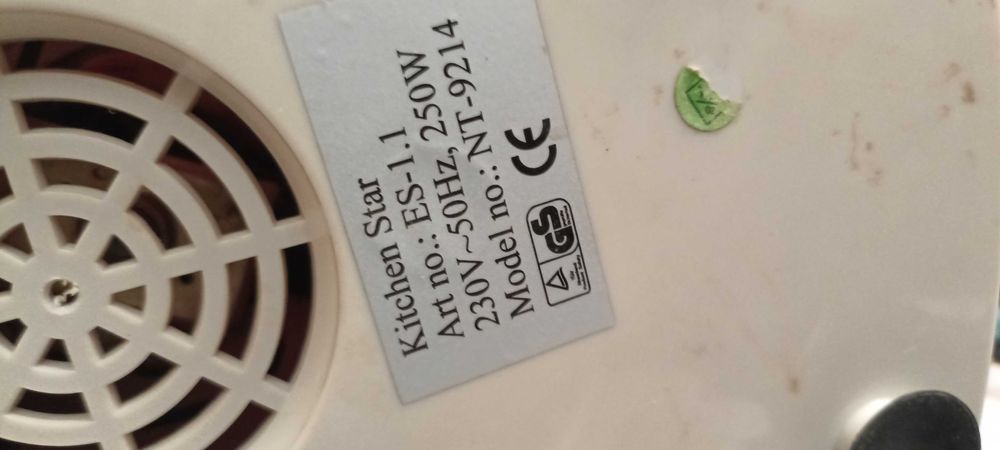 Kitchen Star
Art no.: ES-1.1
230V~50Hz, 250W
Model no.: NT-9214
GS
CE